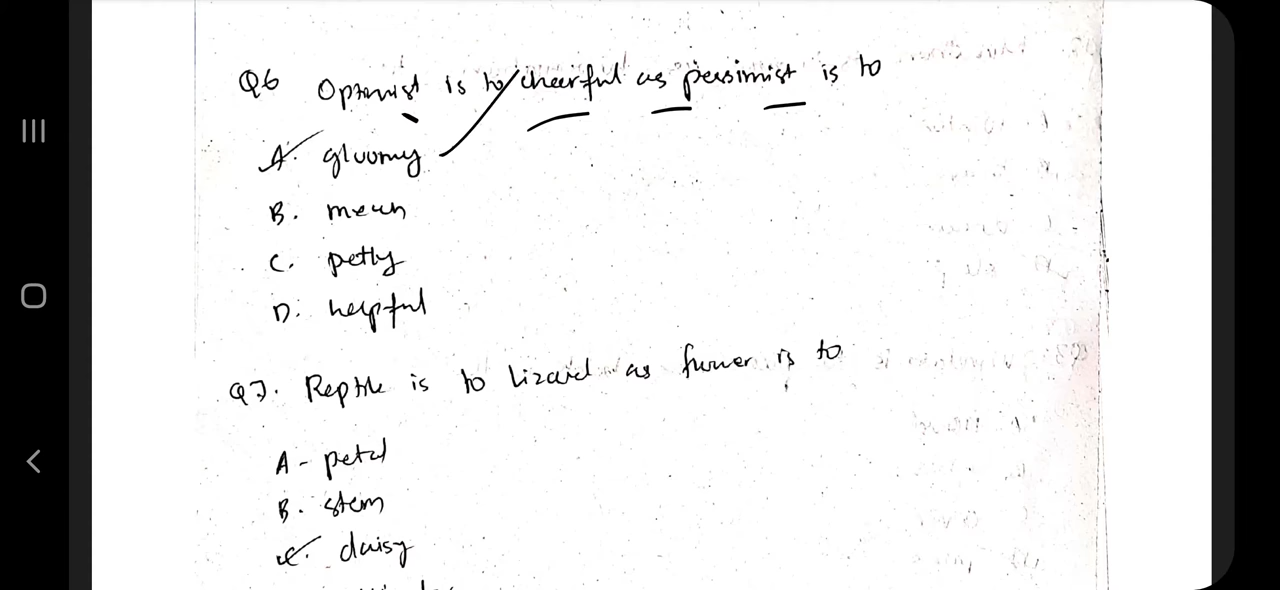 Q6 Optimist is to cheerful as pessimist is to
A. gloomy
B. mean
C. petty
D. helpful
Q7. Reptile is to Lizard as flower is to
A - petal
B. stem
C. daisy